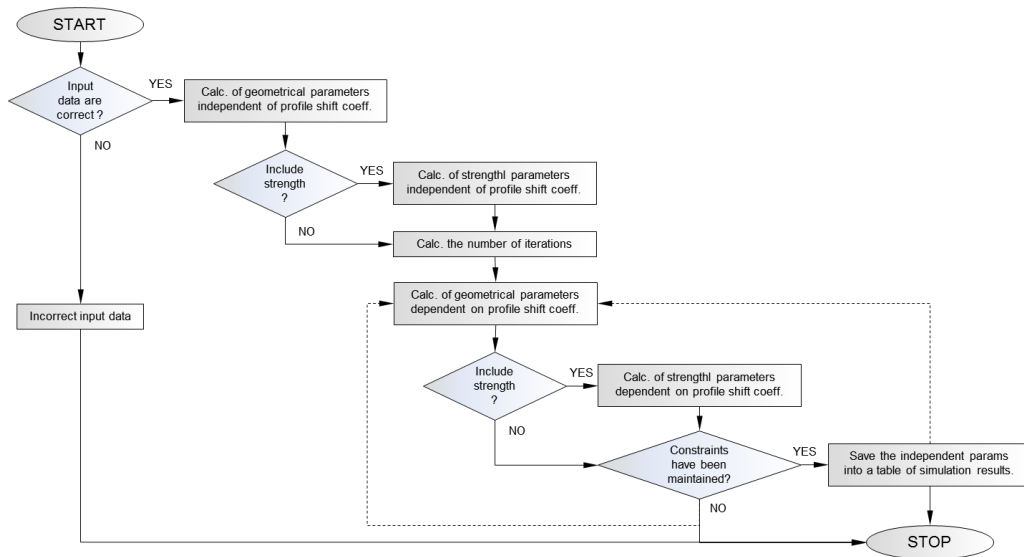 START
Input
data are
correct ?
YES
NO
Calc. of geometrical parameters
independent of profile shift coeff.
Include
strength
?
YES
NO
Calc. of strengthl parameters
independent of profile shift coeff.
Calc. the number of iterations
Calc. of geometrical parameters
dependent on profile shift coeff.
Incorrect input data
Include
strength
?
YES
NO
Calc. of strengthl parameters
dependent on profile shift coeff.
Constraints
have been
maintained?
YES
NO
Save the independent params
into a table of simulation results.
STOP